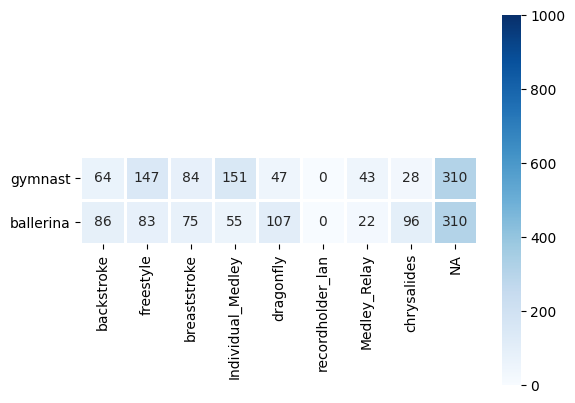 1000
800
600
400
200
0
gymnast 64 147 84 151 47 0 43 28 310
ballerina 86 83 75 55 107 0 22 96 310
backstroke
freestyle
breaststroke
Individual_Medley
dragonfly
recordholder_lan
Medley_Relay
chrysalides
NA